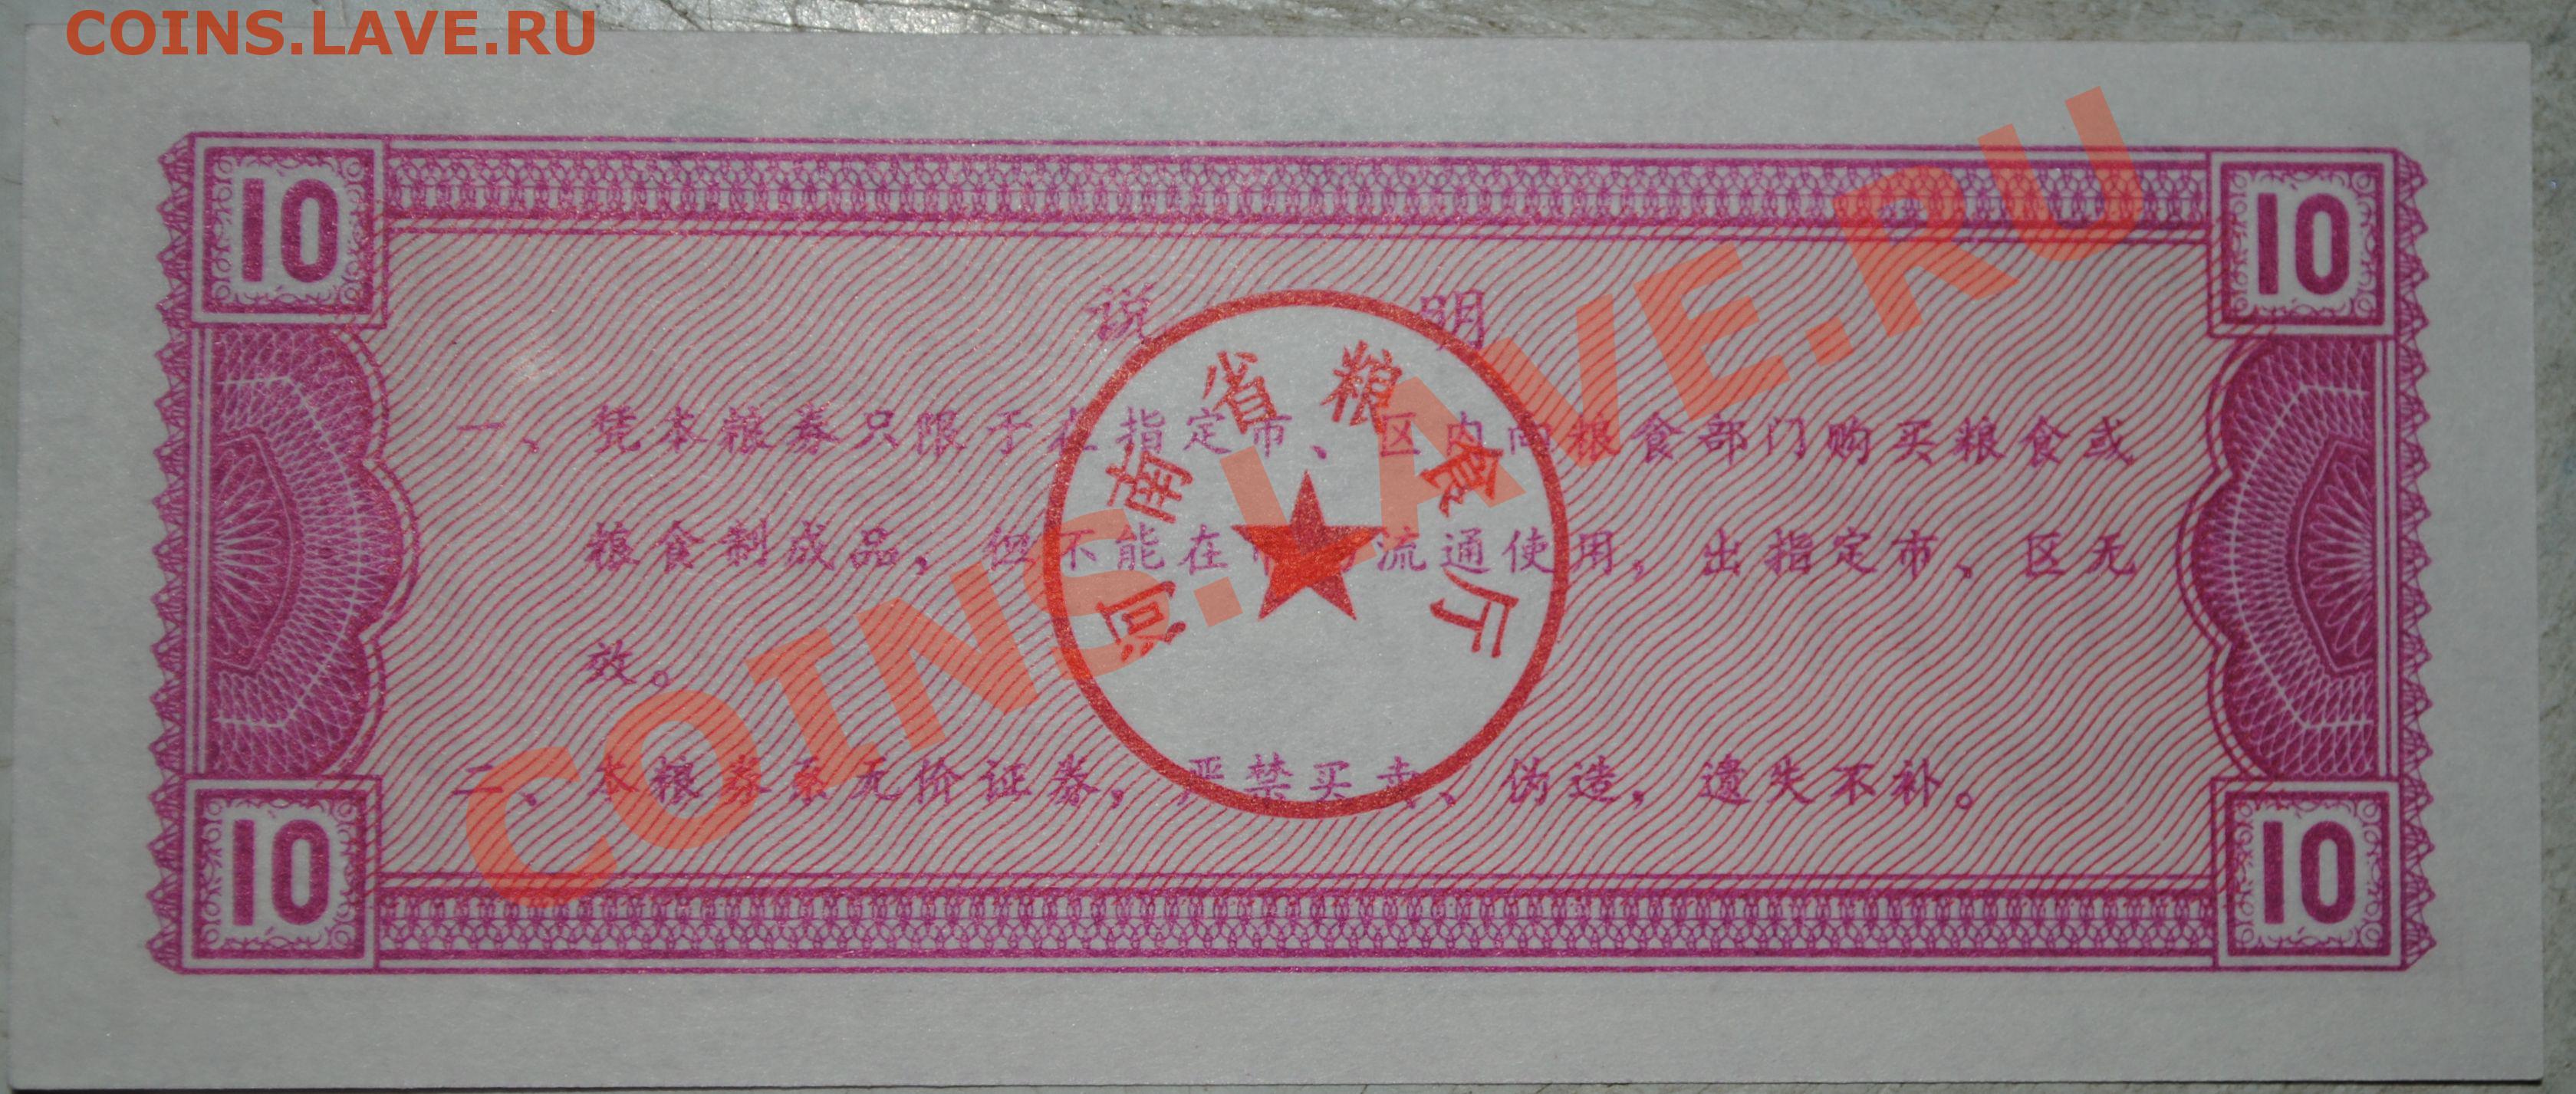 COINS.LAVE.RU
10 10
说明
一、凭本粮券只限于在指定市、区内向粮食部门购买粮食或
粮食制成品，但不能在市场流通使用，出指定市、区无
效。
二、本粮券系无价证券，严禁买卖、伪造，遗失不补。
河南省粮食厅
10 10
COINS.LAVE.RU